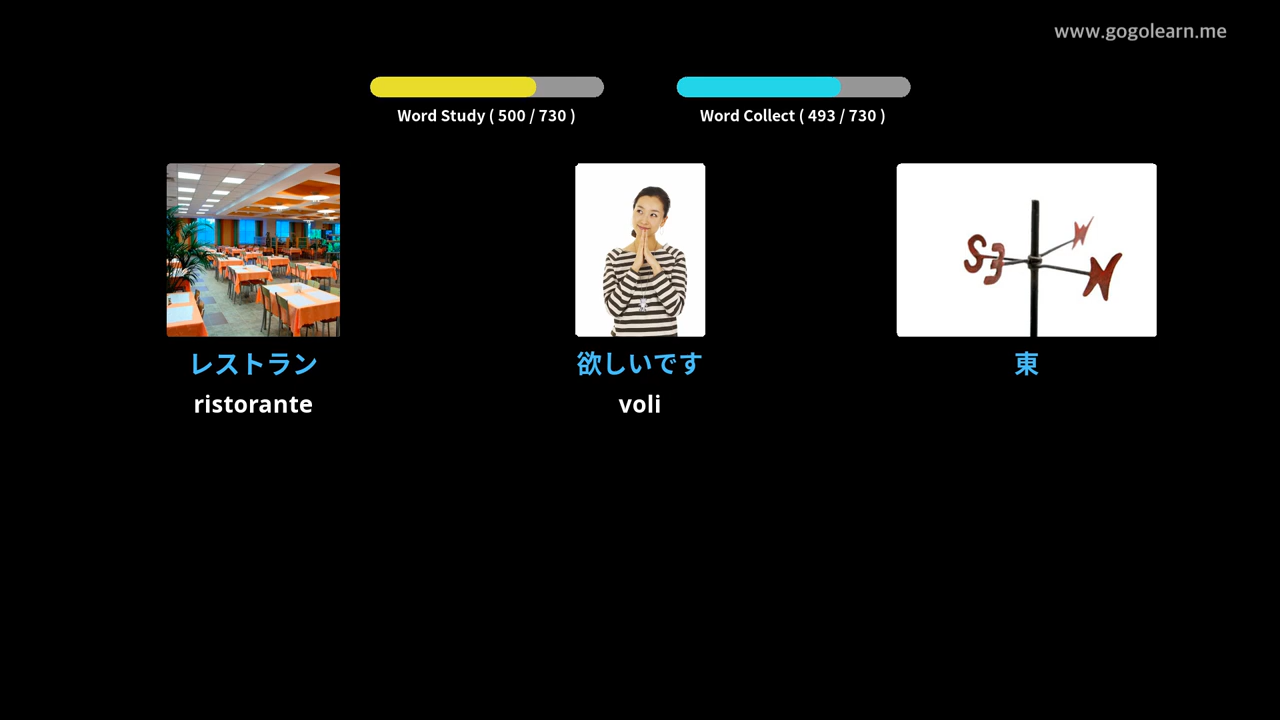 www.gogolearn.me
Word Study ( 500 / 730 )
Word Collect ( 493 / 730 )
レストラン
ristorante
欲しいです
voli
東